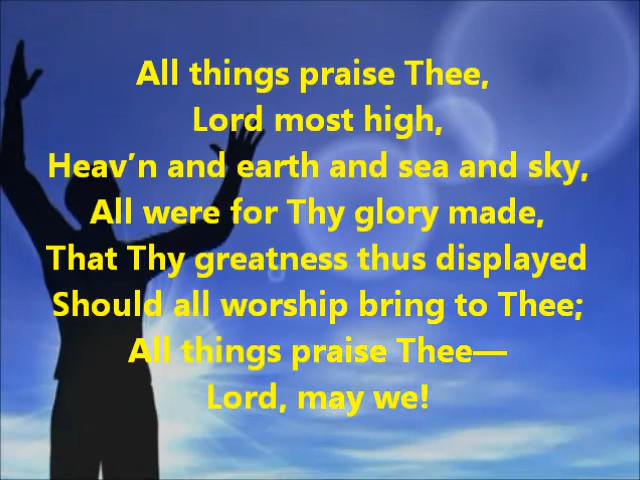 All things praise Thee,
Lord most high,
Heav’n and earth and sea and sky,
All were for Thy glory made,
That Thy greatness thus displayed
Should all worship bring to Thee;
All things praise Thee—
Lord, may we!